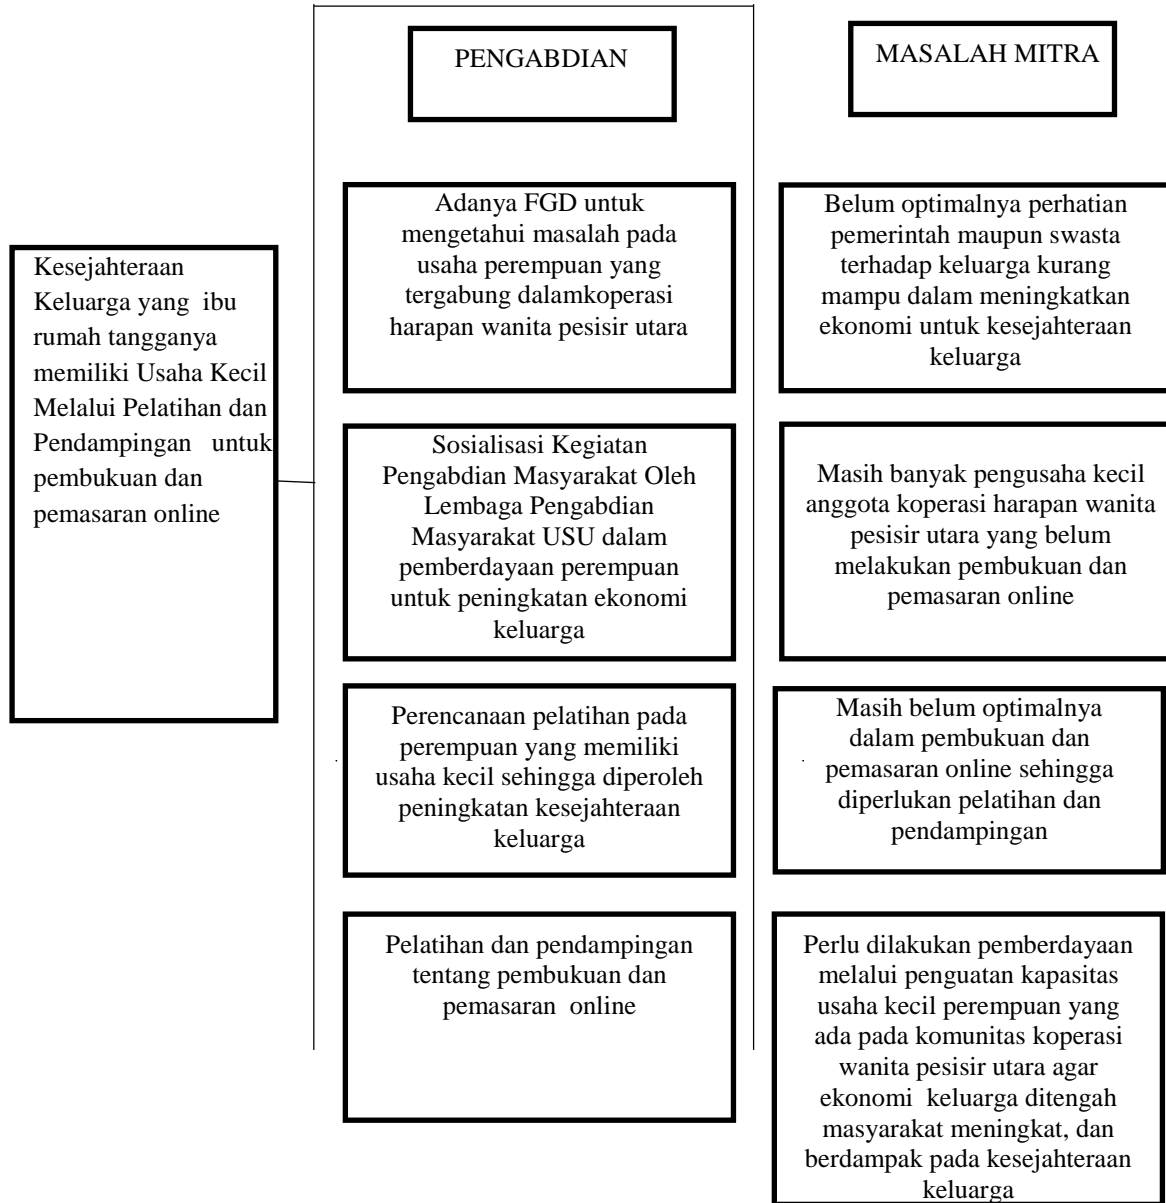 PENGABDIAN
MASALAH MITRA
Kesejahteraan
Keluarga yang ibu
rumah tangganya
memiliki Usaha Kecil
Melalui Pelatihan dan
Pendampingan untuk
pembukuan dan
pemasaran online
Adanya FGD untuk
mengetahui masalah pada
usaha perempuan yang
tergabung dalamkoperasi
harapan wanita pesisir utara
Belum optimalnya perhatian
pemerintah maupun swasta
terhadap keluarga kurang
mampu dalam meningkatkan
ekonomi untuk kesejahteraan
keluarga
Sosialisasi Kegiatan
Pengabdian Masyarakat Oleh
Lembaga Pengabdian
Masyarakat USU dalam
pemberdayaan perempuan
untuk peningkatan ekonomi
keluarga
Masih banyak pengusaha kecil
anggota koperasi harapan wanita
pesisir utara yang belum
melakukan pembukuan dan
pemasaran online
Perencanaan pelatihan pada
perempuan yang memiliki
usaha kecil sehingga diperoleh
peningkatan kesejahteraan
keluarga
Masih belum optimalnya
dalam pembukuan dan
pemasaran online sehingga
diperlukan pelatihan dan
pendampingan
Pelatihan dan pendampingan
tentang pembukuan dan
pemasaran online
Perlu dilakukan pemberdayaan
melalui penguatan kapasitas
usaha kecil perempuan yang
ada pada komunitas koperasi
wanita pesisir utara agar
ekonomi keluarga ditengah
masyarakat meningkat, dan
berdampak pada kesejahteraan
keluarga